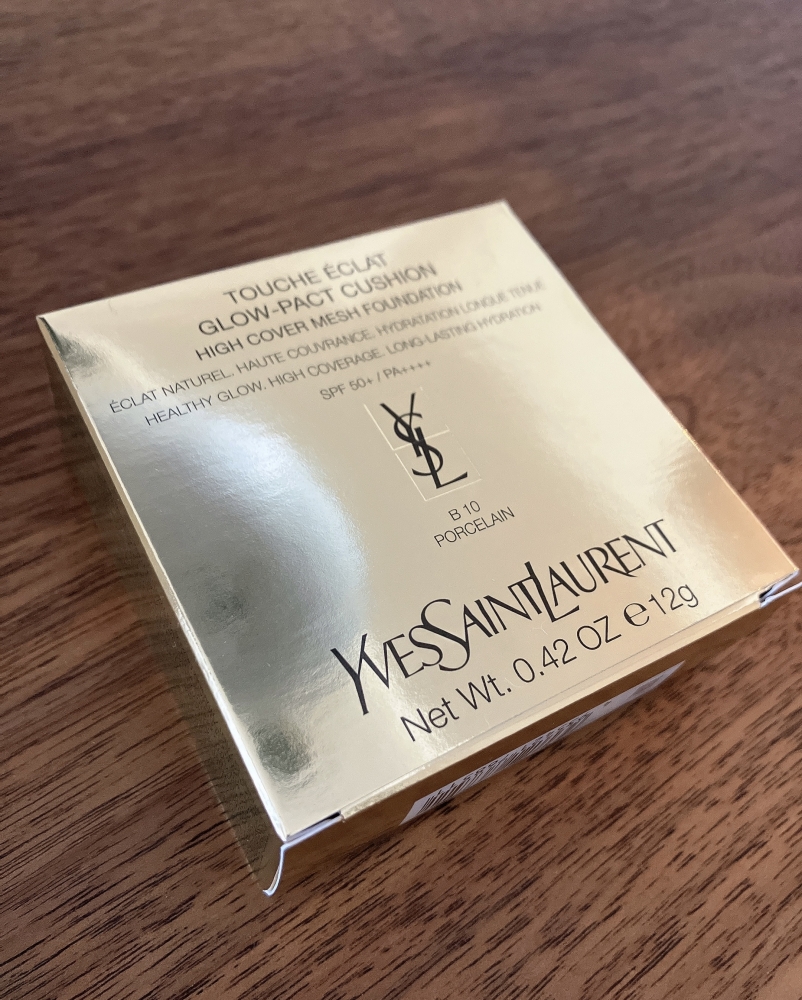 TOUCHE ÉCLAT
GLOW-PACT CUSHION
HIGH COVER MESH FOUNDATION
ÉCLAT NATUREL. HAUTE COUVRANCE. HYDRATATION LONGUE TENUE
HEALTHY GLOW. HIGH COVERAGE. LONG-LASTING HYDRATION
SPF 50+ / PA++++
YSL
B 10
PORCELAIN
YVESSAINTLAURENT
Net Wt. 0.42 OZ ℮ 12g